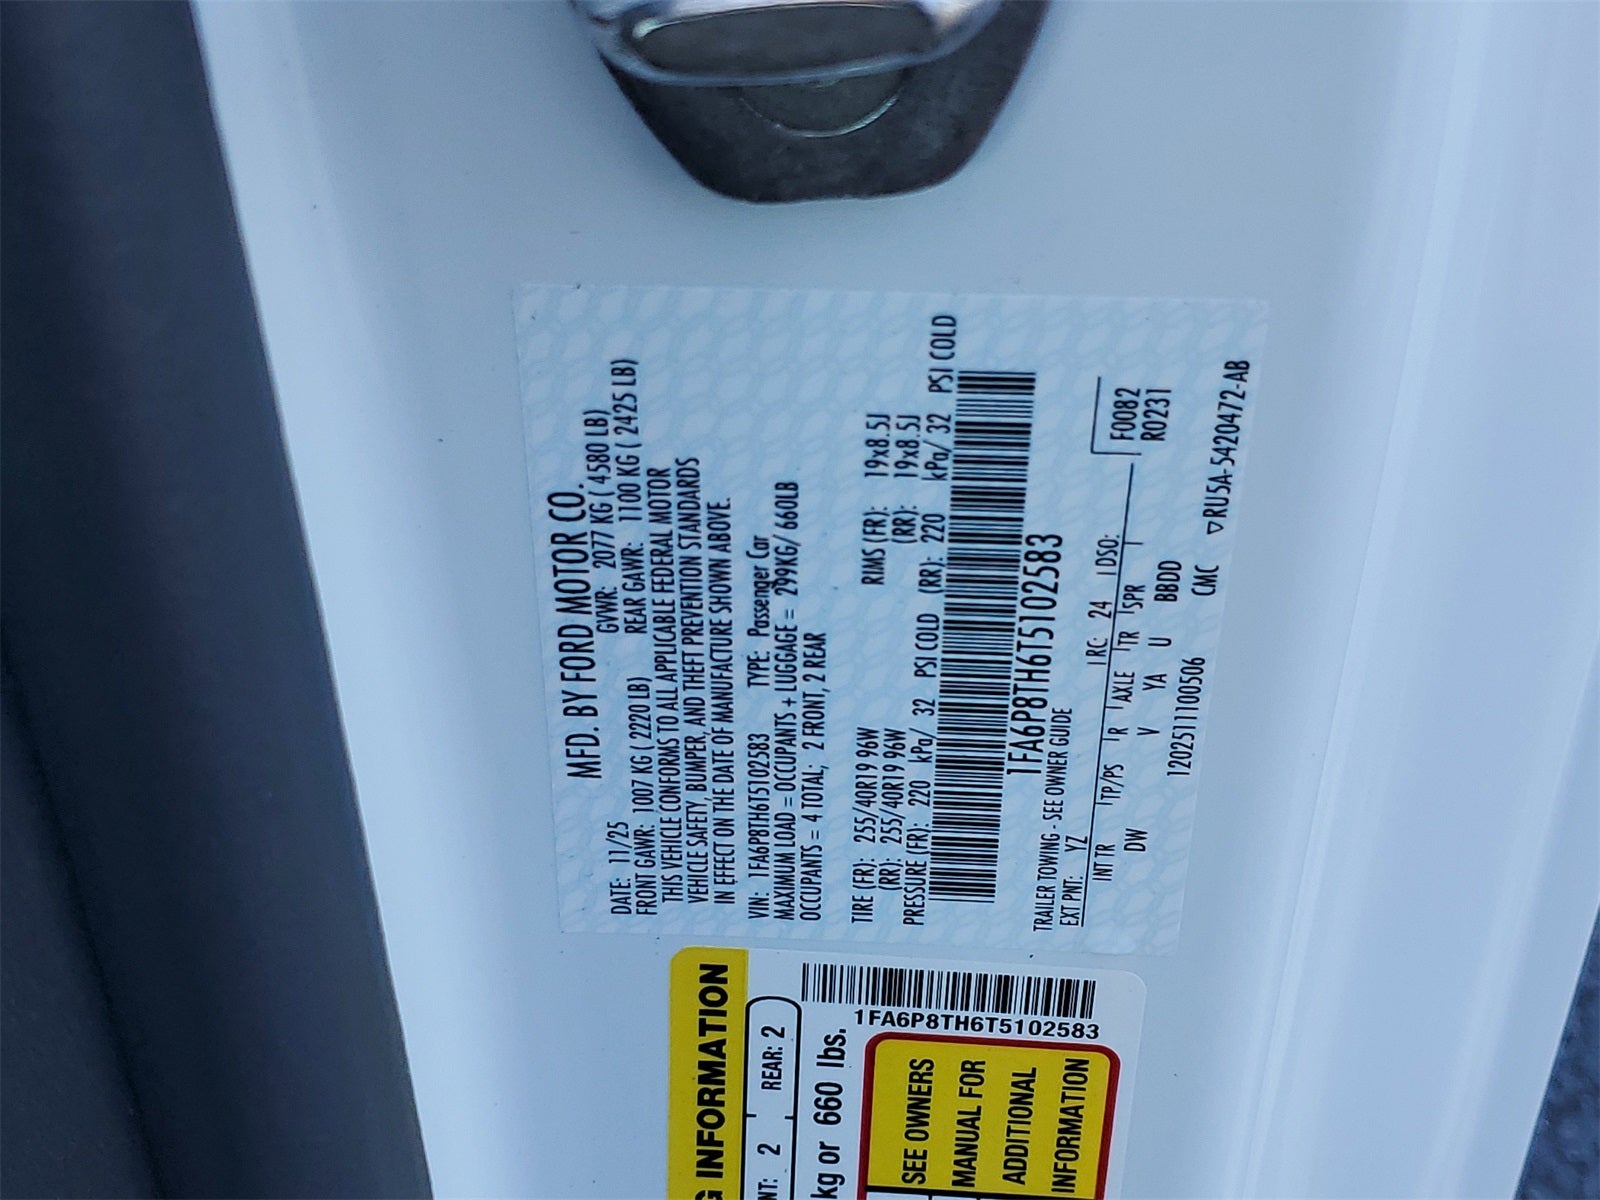 MFD. BY FORD MOTOR CO.
DATE: 11/25 GVWR: 2077 KG ( 4580 LB)
FRONT GAWR: 1007 KG ( 2220 LB) REAR GAWR: 1100 KG ( 2425 LB)
THIS VEHICLE CONFORMS TO ALL APPLICABLE FEDERAL MOTOR
VEHICLE SAFETY, BUMPER, AND THEFT PREVENTION STANDARDS
IN EFFECT ON THE DATE OF MANUFACTURE SHOWN ABOVE.
VIN: 1FA6P8TH6T5102583 TYPE: Passenger Car
MAXIMUM LOAD = OCCUPANTS + LUGGAGE = 299KG/ 660LB
OCCUPANTS = 4 TOTAL; 2 FRONT, 2 REAR
TIRE (FR): 255/40R19 96W RIMS (FR): 19x8.5J
(RR): 255/40R19 96W (RR): 19x8.5J
PRESSURE (FR): 220 kPa/ 32 PSI COLD (RR): 220 kPa/ 32 PSI COLD
1FA6P8TH6T5102583
TRAILER TOWING - SEE OWNER GUIDE
EXT PNT: YZ RC: 24 DSO: F0082
R0231
INT TR TP/PS R AXLE TR SPR
DW V YA U BBDD
1202511100506 CMC ▽RU5A-5420472-AB
G INFORMATION
NT: 2 REAR: 2
kg or 660 lbs.
1FA6P8TH6T5102583
SEE OWNERS
MANUAL FOR
ADDITIONAL
INFORMATION